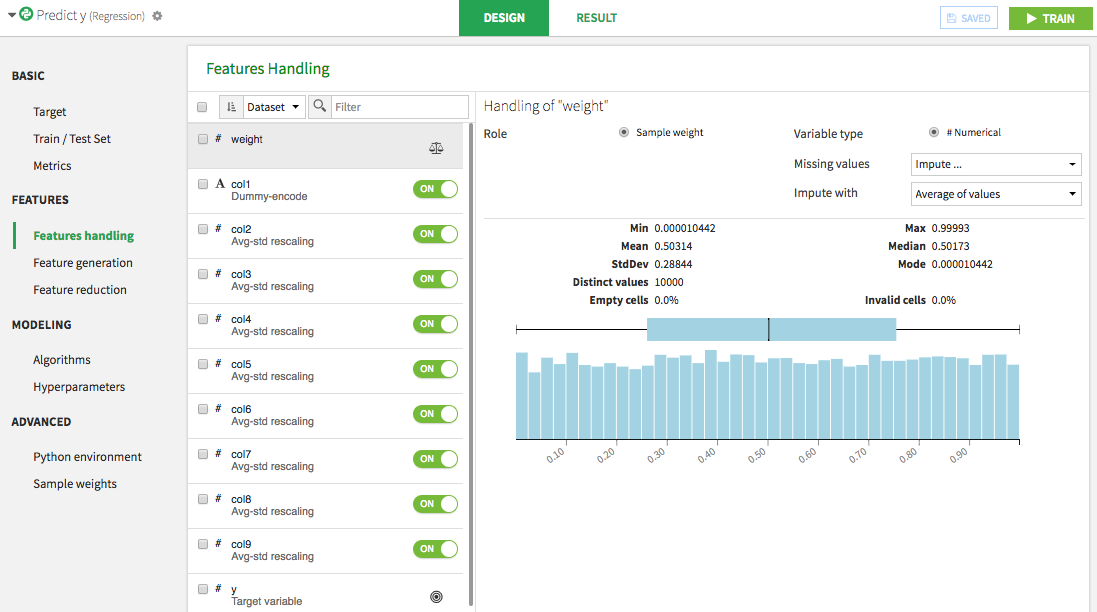 Predict y (Regression)
DESIGN
RESULT
SAVED
TRAIN
BASIC
Target
Train / Test Set
Metrics
FEATURES
Features handling
Feature generation
Feature reduction
MODELING
Algorithms
Hyperparameters
ADVANCED
Python environment
Sample weights
Features Handling
Dataset
Filter
# weight
A col1
Dummy-encode
ON
# col2
Avg-std rescaling
ON
# col3
Avg-std rescaling
ON
# col4
Avg-std rescaling
ON
# col5
Avg-std rescaling
ON
# col6
Avg-std rescaling
ON
# col7
Avg-std rescaling
ON
# col8
Avg-std rescaling
ON
# col9
Avg-std rescaling
ON
# y
Target variable
Handling of "weight"
Role Sample weight Variable type # Numerical
Missing values Impute ...
Impute with Average of values
Min 0.000010442 Max 0.99993
Mean 0.50314 Median 0.50173
StdDev 0.28844 Mode 0.000010442
Distinct values 10000
Empty cells 0.0% Invalid cells 0.0%
0.10 0.20 0.30 0.40 0.50 0.60 0.70 0.80 0.90